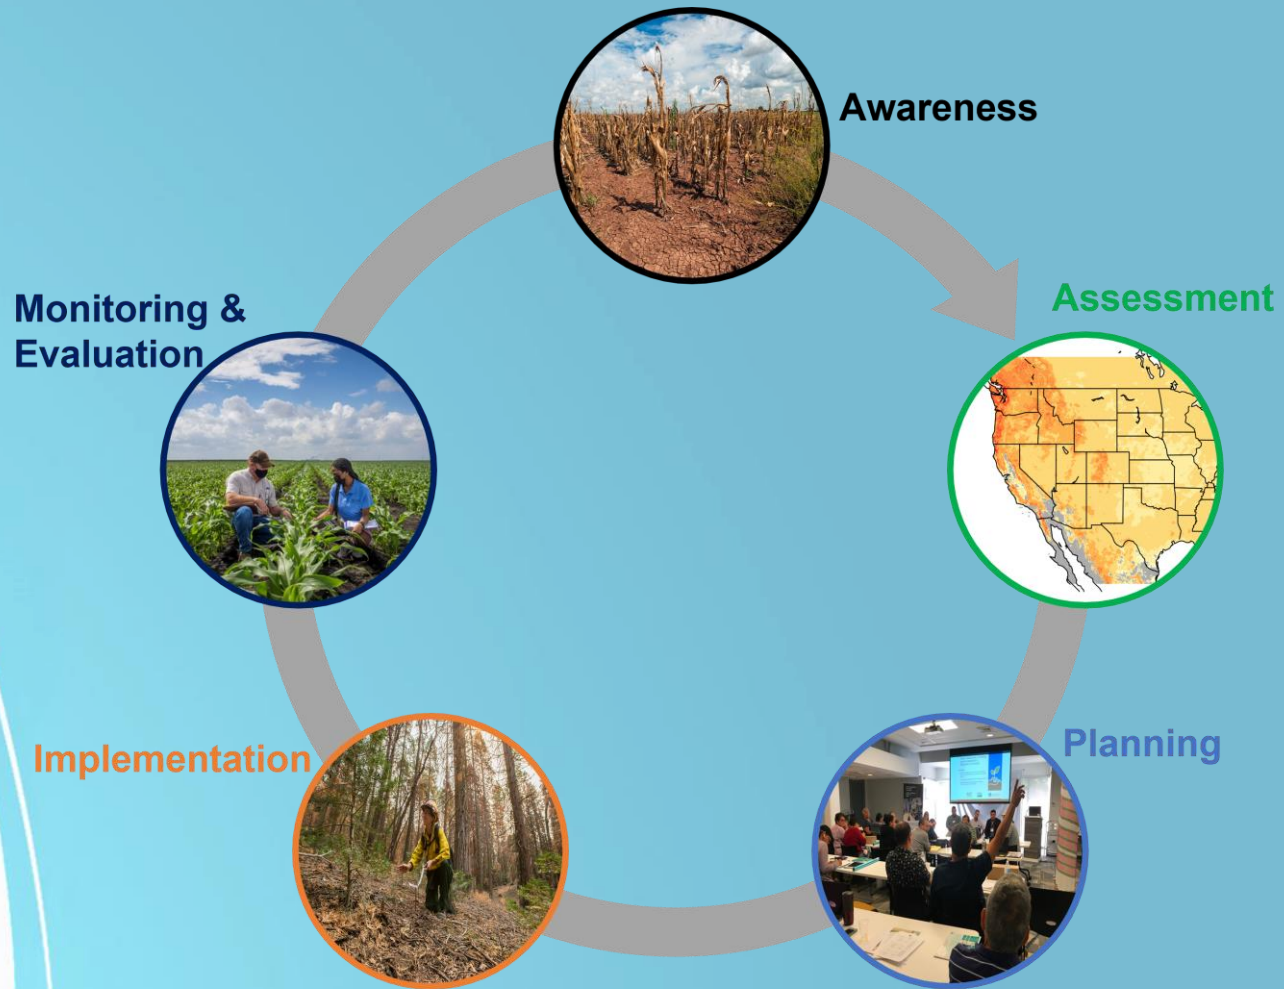 Awareness
Assessment
Planning
Implementation
Monitoring &
Evaluation